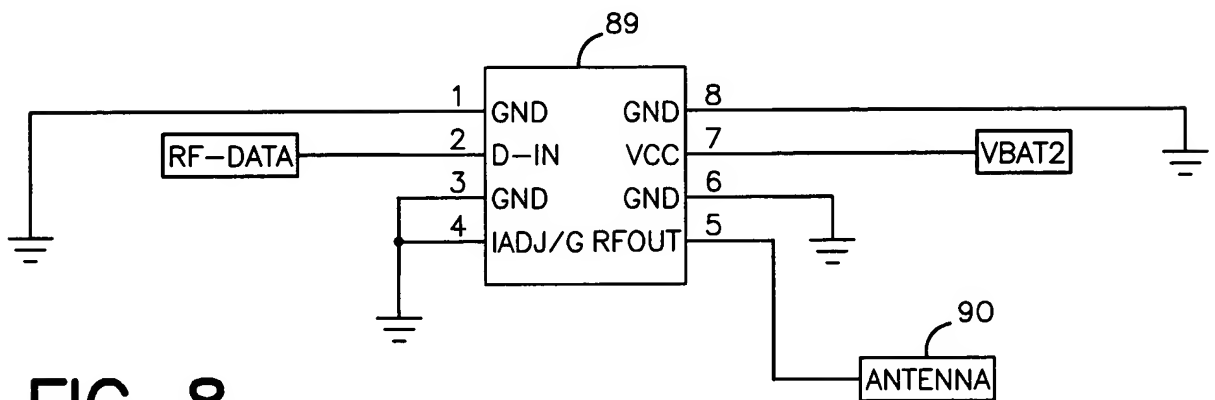 89
1 GND GND 8
RF-DATA 2 D-IN VCC 7 VBAT2
3 GND GND 6
4 IADJ/G RFOUT 5
90
ANTENNA
FIG. 8